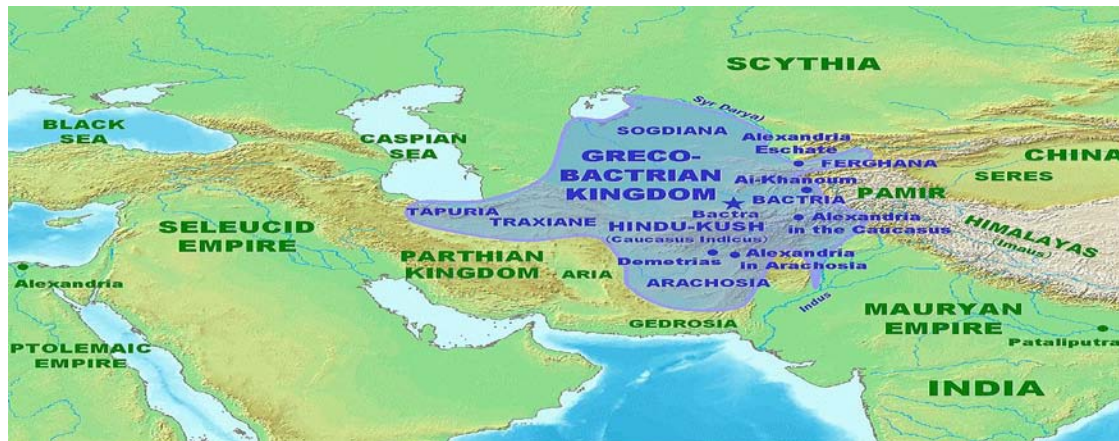 SCYTHIA
BLACK
SEA
CASPIAN
SEA
Syr Darya)
SOGDIANA
Alexandria
Eschate
FERGHANA
CHINA
SERES
GRECO-
BACTRIAN
KINGDOM
Ai-Khanoum
BACTRIA
PAMIR
Bactra
TAPURIA
TRAXIANE
HINDU-KUSH
(Caucasus Indicus)
Alexandria
in the Caucasus
HIMALAYAS
(Imaus)
SELEUCID
EMPIRE
PARTHIAN
KINGDOM
ARIA
Demetrias
Alexandria
in Arachosia
ARACHOSIA
Alexandria
Indus
MAURYAN
EMPIRE
Pataliputra
GEDROSIA
PTOLEMAIC
EMPIRE
INDIA